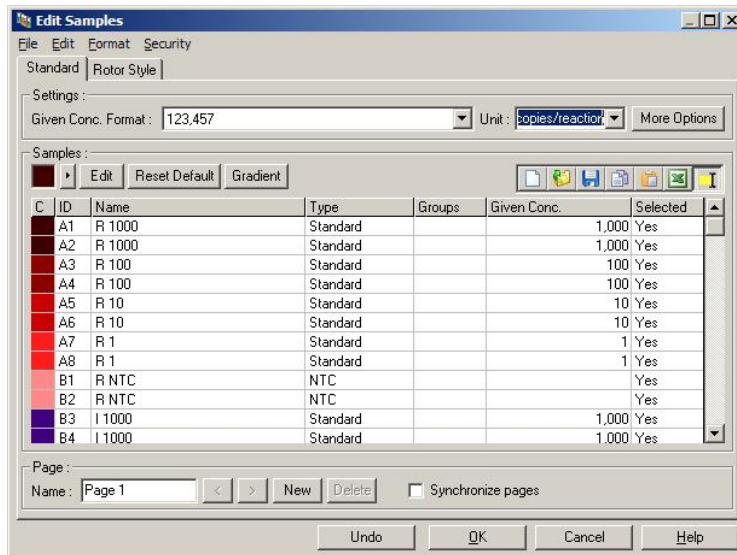 Edit Samples
File Edit Format Security
Standard Rotor Style
Settings :
Given Conc. Format : 123,457 Unit : copies/reaction More Options
Samples :
Edit Reset Default Gradient
C ID Name Type Groups Given Conc. Selected
A1 R 1000 Standard 1,000 Yes
A2 R 1000 Standard 1,000 Yes
A3 R 100 Standard 100 Yes
A4 R 100 Standard 100 Yes
A5 R 10 Standard 10 Yes
A6 R 10 Standard 10 Yes
A7 R 1 Standard 1 Yes
A8 R 1 Standard 1 Yes
B1 R NTC NTC Yes
B2 R NTC NTC Yes
B3 I 1000 Standard 1,000 Yes
B4 I 1000 Standard 1,000 Yes
Page :
Name : Page 1 < > New Delete Synchronize pages
Undo OK Cancel Help